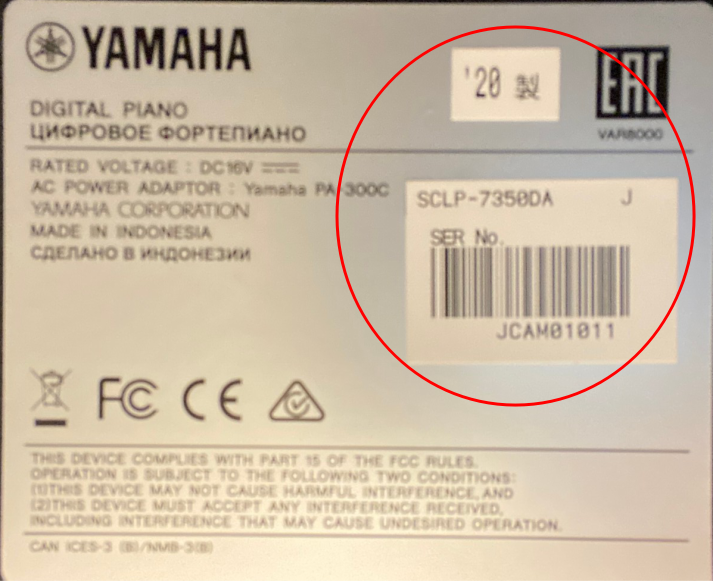 YAMAHA
'20 製
EAC
DIGITAL PIANO
ЦИФРОВОЕ ФОРТЕПИАНО
VAR8000
RATED VOLTAGE : DC16V
AC POWER ADAPTOR : Yamaha PA-300C
YAMAHA CORPORATION
MADE IN INDONESIA
СДЕЛАНО В ИНДОНЕЗИИ
SCLP-7350DA J
SER No.
JCAM01011
FC CE
THIS DEVICE COMPLIES WITH PART 15 OF THE FCC RULES.
OPERATION IS SUBJECT TO THE FOLLOWING TWO CONDITIONS:
(1)THIS DEVICE MAY NOT CAUSE HARMFUL INTERFERENCE, AND
(2)THIS DEVICE MUST ACCEPT ANY INTERFERENCE RECEIVED,
INCLUDING INTERFERENCE THAT MAY CAUSE UNDESIRED OPERATION.
CAN ICES-3 (B)/NMB-3(B)